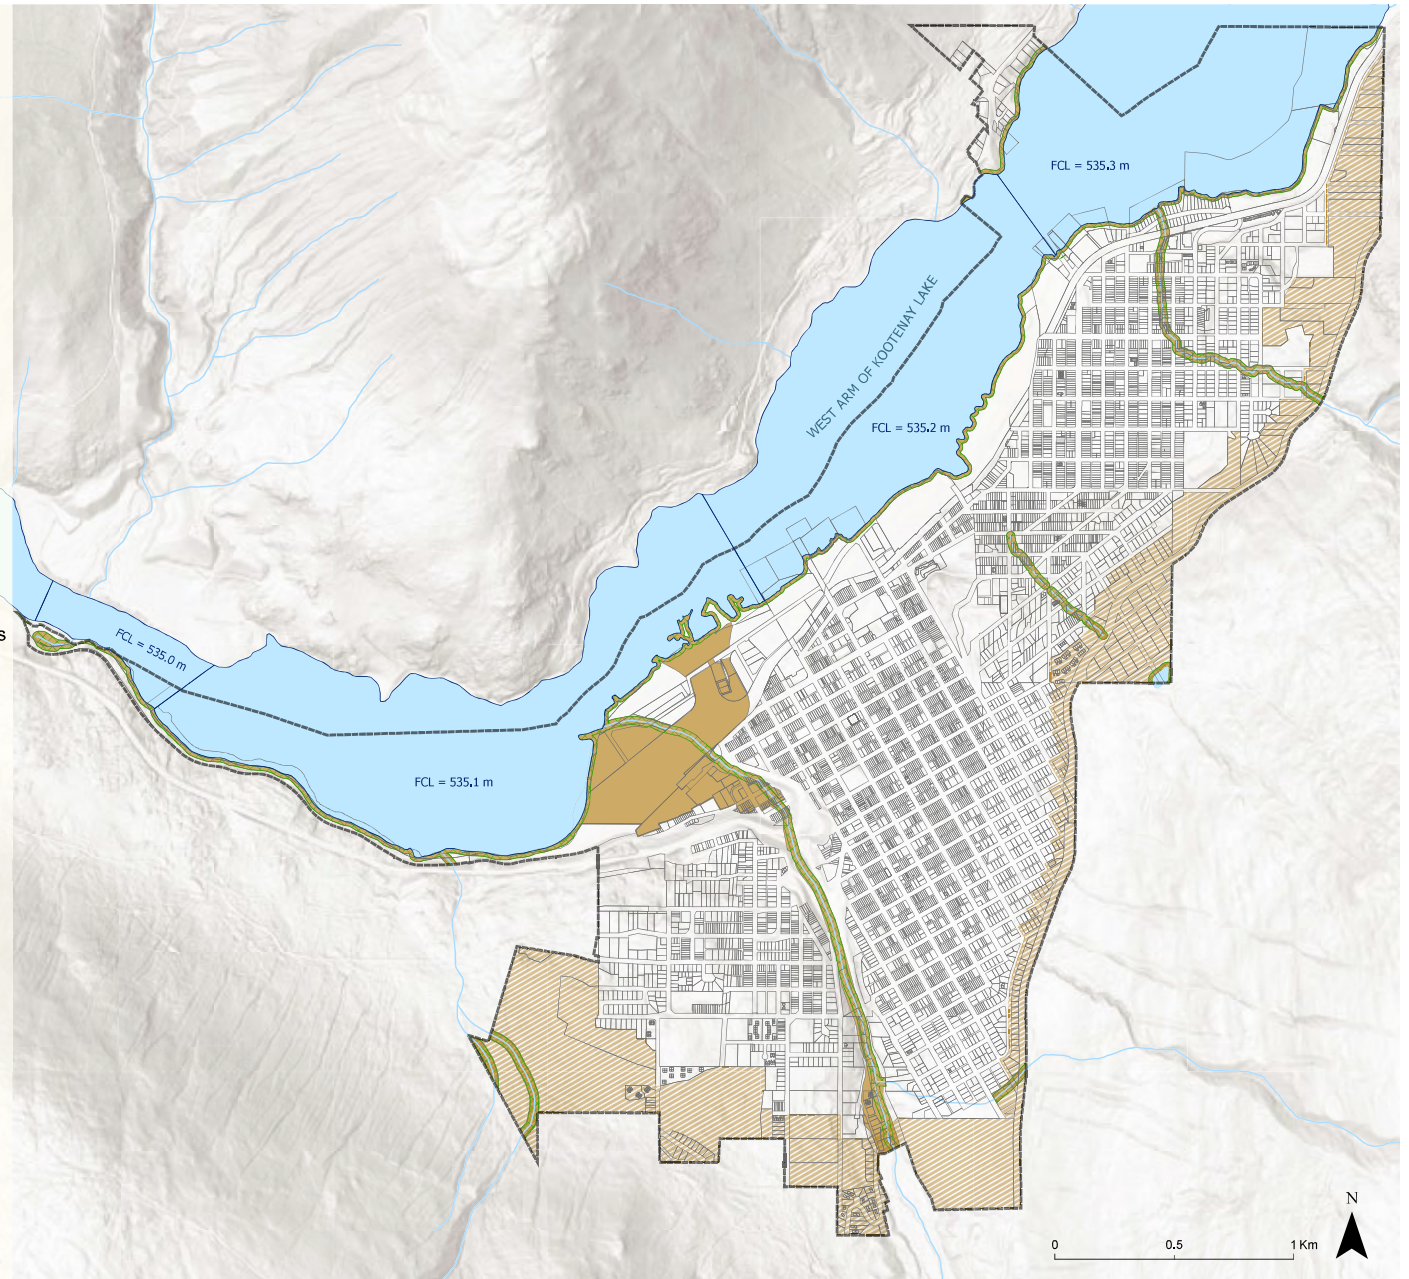 FCL = 535.3 m
WEST ARM OF KOOTENAY LAKE
FCL = 535.2 m
s
FCL = 535.0 m
FCL = 535.1 m
N
0 0.5 1 Km